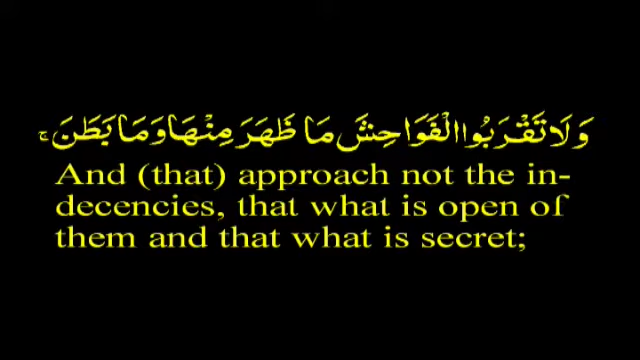 وَلَا تَقْرَبُوا الْفَوَاحِشَ مَا ظَهَرَ مِنْهَا وَمَا بَطَنَ ۚ
And (that) approach not the in-
decencies, that what is open of
them and that what is secret;